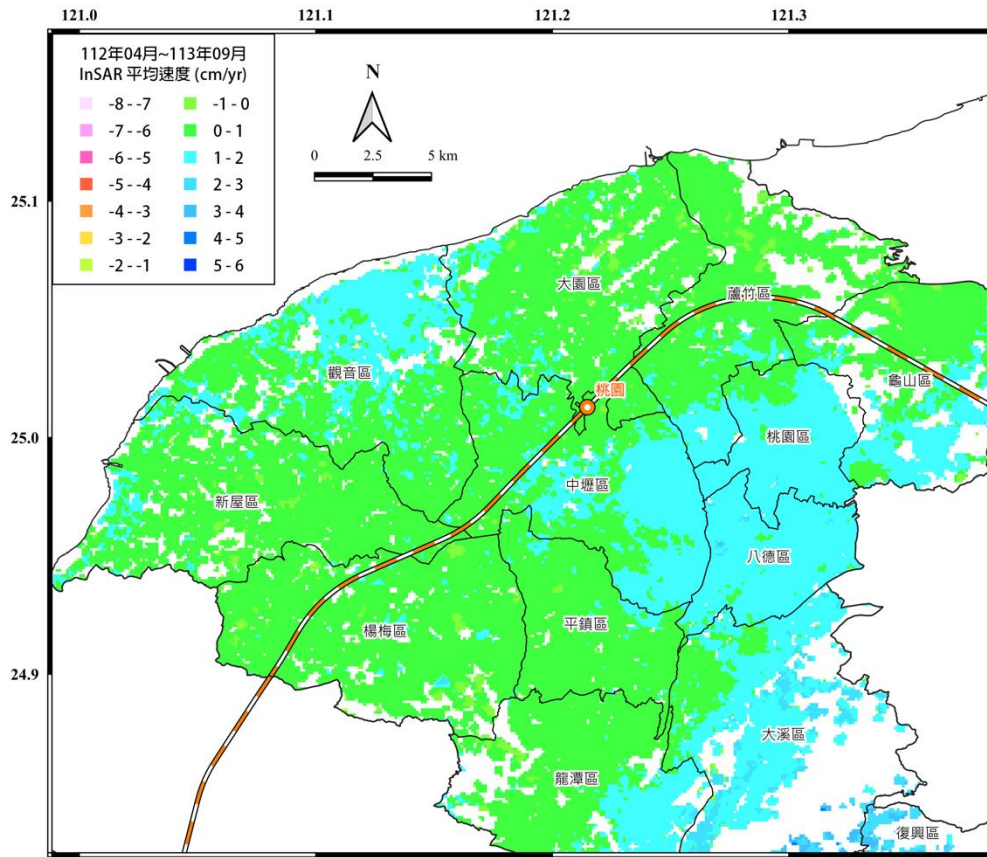 121.0 121.1 121.2 121.3
112年04月~113年09月
InSAR 平均速度 (cm/yr)
-8 - -7 -1 - 0
-7 - -6 0 - 1
-6 - -5 1 - 2
-5 - -4 2 - 3
-4 - -3 3 - 4
-3 - -2 4 - 5
-2 - -1 5 - 6
N
0 2.5 5 km
25.1
大園區
蘆竹區
觀音區
龜山區
桃園
25.0
桃園區
中壢區
新屋區
八德區
平鎮區
楊梅區
24.9
大溪區
龍潭區
復興區